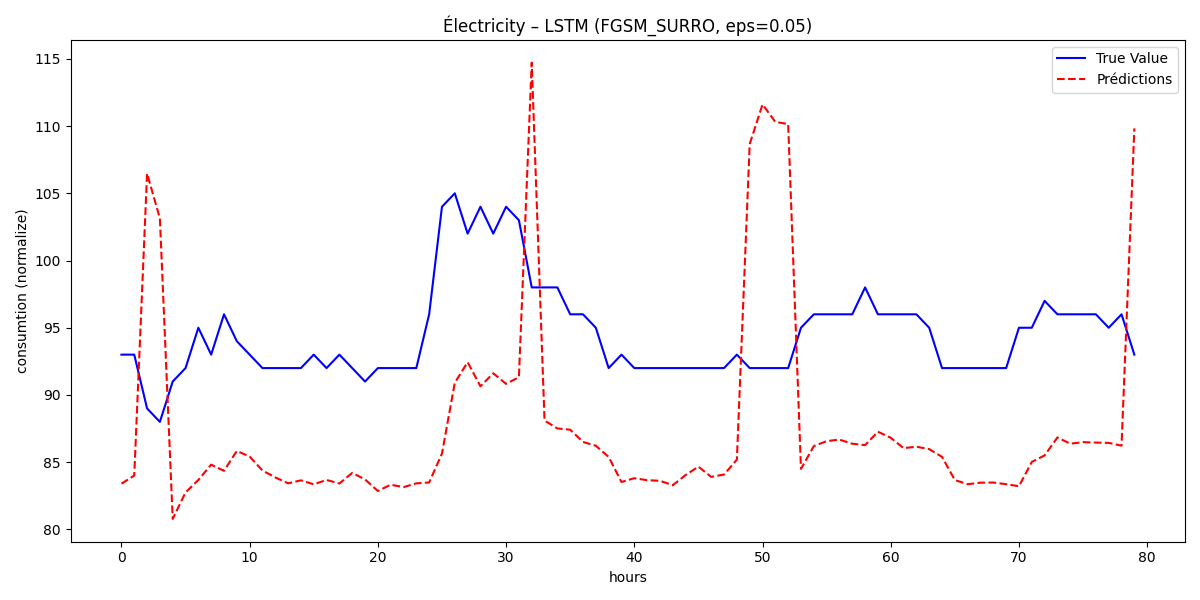 Électricity – LSTM (FGSM_SURRO, eps=0.05)
True Value
Prédictions
consumtion (normalize)
115
110
105
100
95
90
85
80
0 10 20 30 40 50 60 70 80
hours